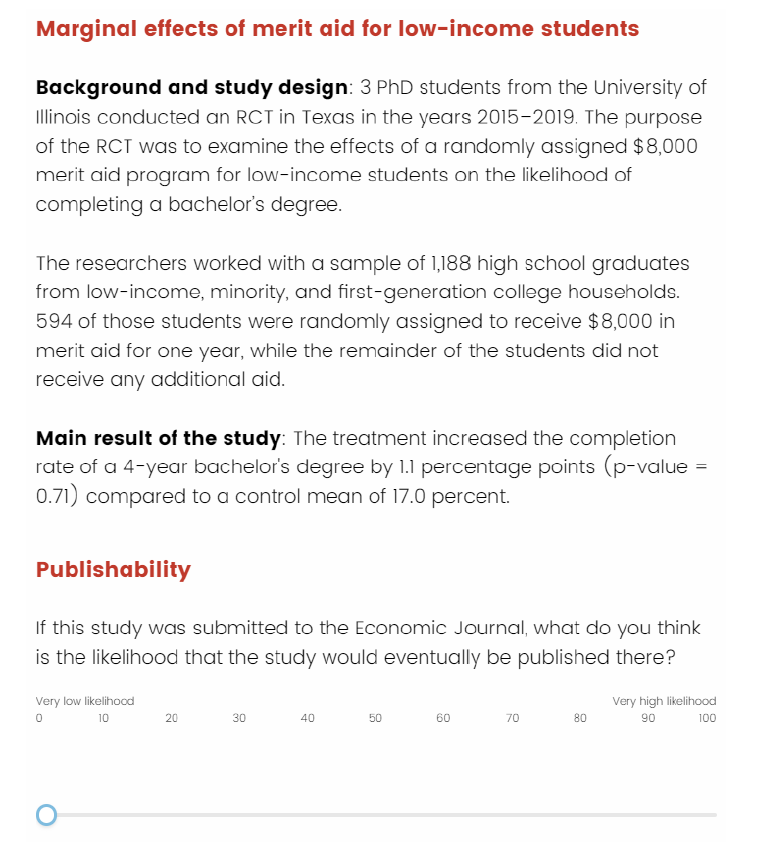 Marginal effects of merit aid for low-income students
Background and study design: 3 PhD students from the University of
Illinois conducted an RCT in Texas in the years 2015-2019. The purpose
of the RCT was to examine the effects of a randomly assigned $8,000
merit aid program for low-income students on the likelihood of
completing a bachelor's degree.
The researchers worked with a sample of 1,188 high school graduates
from low-income, minority, and first-generation college households.
594 of those students were randomly assigned to receive $8,000 in
merit aid for one year, while the remainder of the students did not
receive any additional aid.
Main result of the study: The treatment increased the completion
rate of a 4-year bachelor's degree by 1.1 percentage points (p-value =
0.71) compared to a control mean of 17.0 percent.
Publishability
If this study was submitted to the Economic Journal, what do you think
is the likelihood that the study would eventually be published there?
Very low likelihood Very high likelihood
0 10 20 30 40 50 60 70 80 90 100